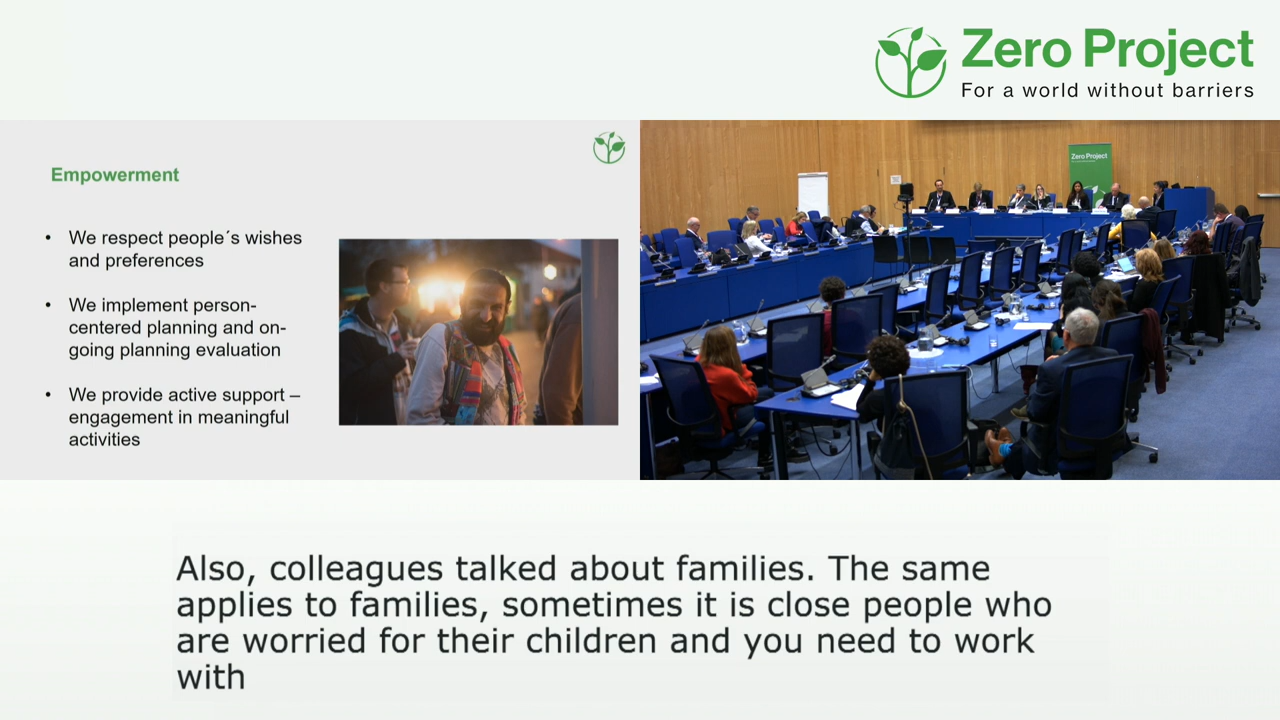 Zero Project
For a world without barriers
Empowerment
• We respect people´s wishes
and preferences
• We implement person-
centered planning and on-
going planning evaluation
• We provide active support –
engagement in meaningful
activities
Zero Project
Also, colleagues talked about families. The same
applies to families, sometimes it is close people who
are worried for their children and you need to work
with